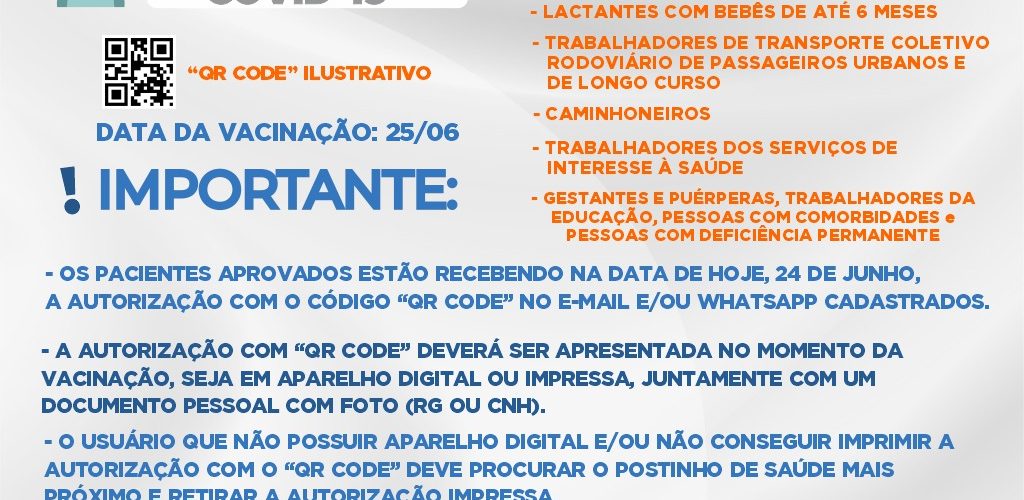 COVID-19
"QR CODE" ILUSTRATIVO
DATA DA VACINAÇÃO: 25/06
! IMPORTANTE:
- LACTANTES COM BEBÊS DE ATÉ 6 MESES
- TRABALHADORES DE TRANSPORTE COLETIVO
RODOVIÁRIO DE PASSAGEIROS URBANOS E
DE LONGO CURSO
- CAMINHONEIROS
- TRABALHADORES DOS SERVIÇOS DE
INTERESSE À SAÚDE
- GESTANTES E PUÉRPERAS, TRABALHADORES DA
EDUCAÇÃO, PESSOAS COM COMORBIDADES e
PESSOAS COM DEFICIÊNCIA PERMANENTE
- OS PACIENTES APROVADOS ESTÃO RECEBENDO NA DATA DE HOJE, 24 DE JUNHO,
A AUTORIZAÇÃO COM O CÓDIGO “QR CODE” NO E-MAIL E/OU WHATSAPP CADASTRADOS.
- A AUTORIZAÇÃO COM “QR CODE” DEVERÁ SER APRESENTADA NO MOMENTO DA
VACINAÇÃO, SEJA EM APARELHO DIGITAL OU IMPRESSA, JUNTAMENTE COM UM
DOCUMENTO PESSOAL COM FOTO (RG OU CNH).
- O USUÁRIO QUE NÃO POSSUIR APARELHO DIGITAL E/OU NÃO CONSEGUIR IMPRIMIR A
AUTORIZAÇÃO COM O “QR CODE” DEVE PROCURAR O POSTINHO DE SAÚDE MAIS
PRÓXIMO E RETIRAR A AUTORIZAÇÃO IMPRESSA